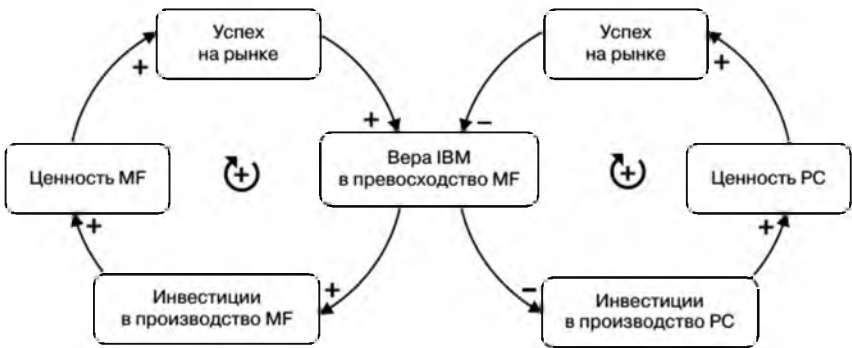 Успех
на рынке
Успех
на рынке
+
+
+
−
Вера IBM
в превосходство MF
Ценность MF
+
+
Ценность PC
+
+
+
−
Инвестиции
в производство MF
Инвестиции
в производство PC